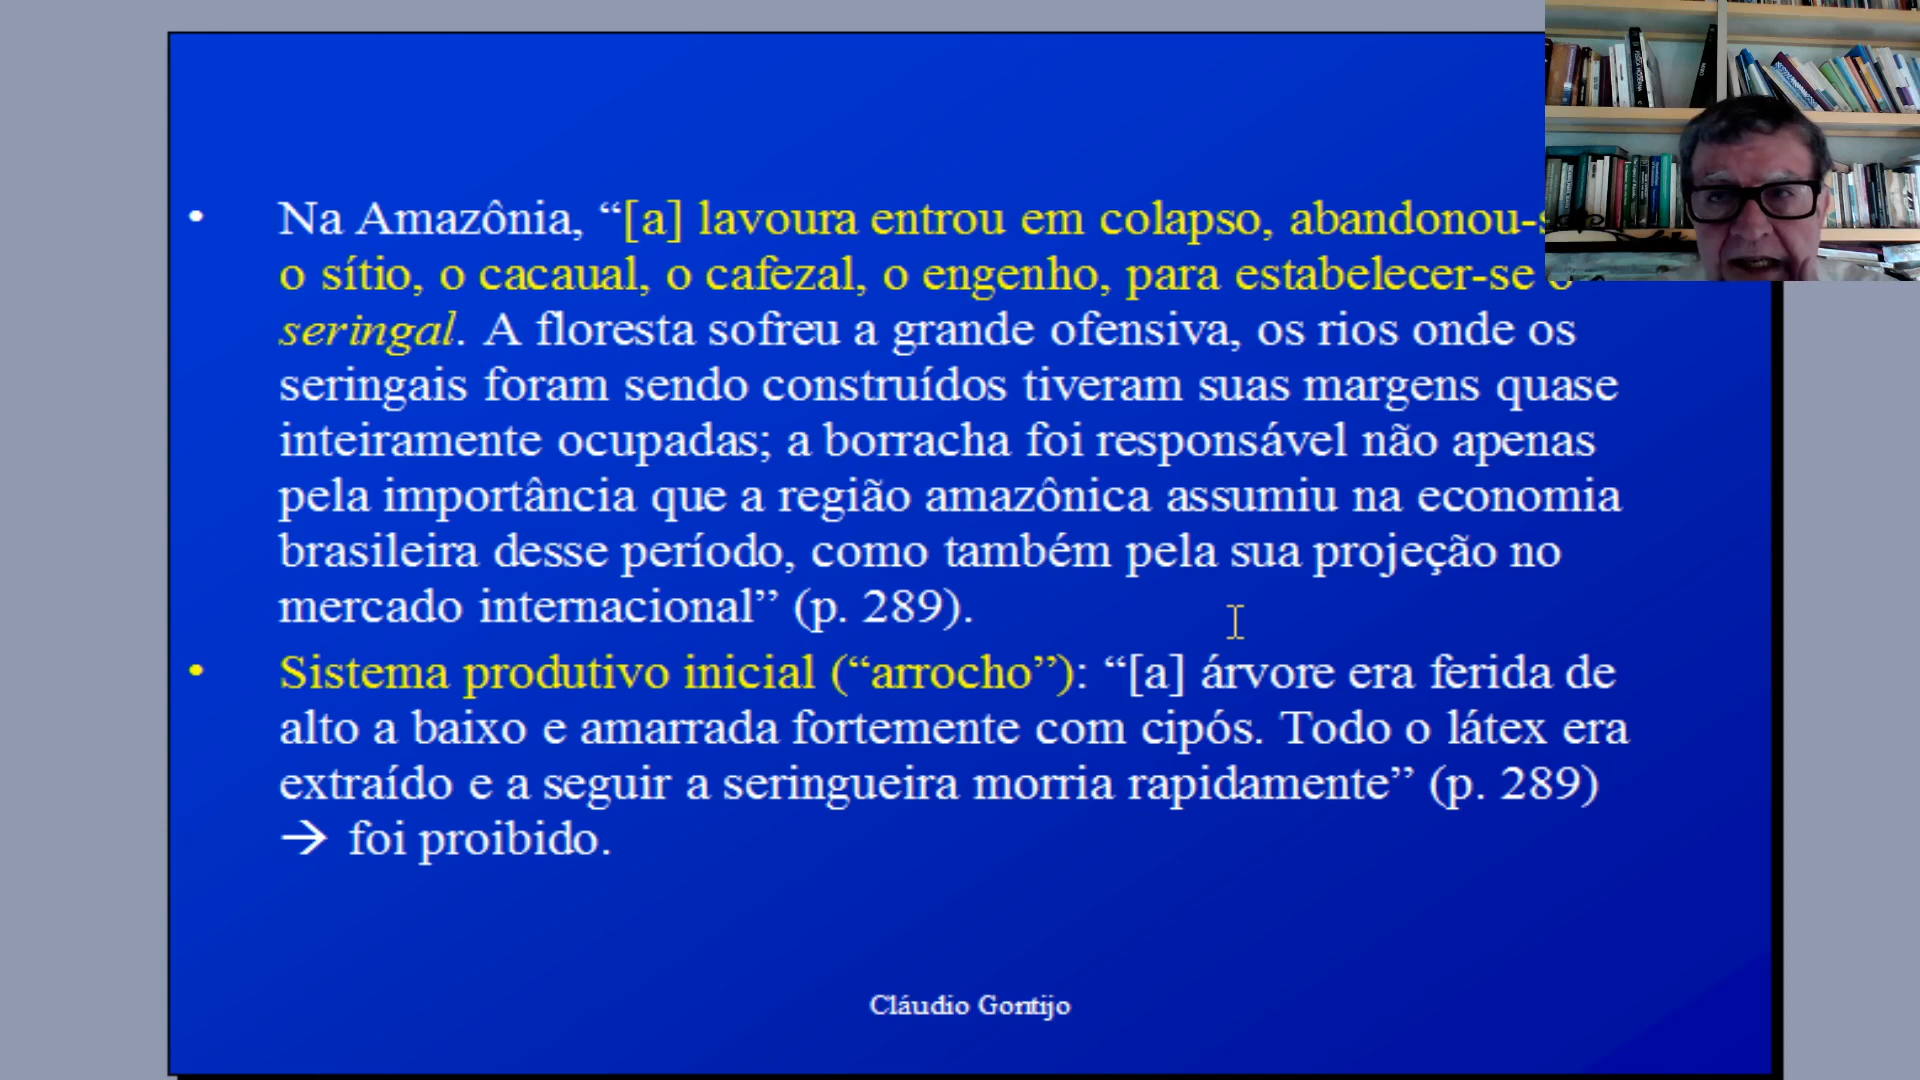 • Na Amazônia, “[a] lavoura entrou em colapso,
o sítio, o cacaual, o cafezal, o engenho, para estabelecer-se o
seringal. A floresta sofreu a grande ofensiva, os rios onde os
seringais foram sendo construídos tiveram suas margens quase
inteiramente ocupadas; a borracha foi responsável não apenas
pela importância que a região amazônica assumiu na economia
brasileira desse período, como também pela sua projeção no
mercado internacional” (p. 289).
• Sistema produtivo inicial (“arrocho”): “[a] árvore era ferida de
alto a baixo e amarrada fortemente com cipós. Todo o látex era
extraído e a seguir a seringueira morria rapidamente” (p. 289)
→ foi proibido.
Cláudio Gontijo